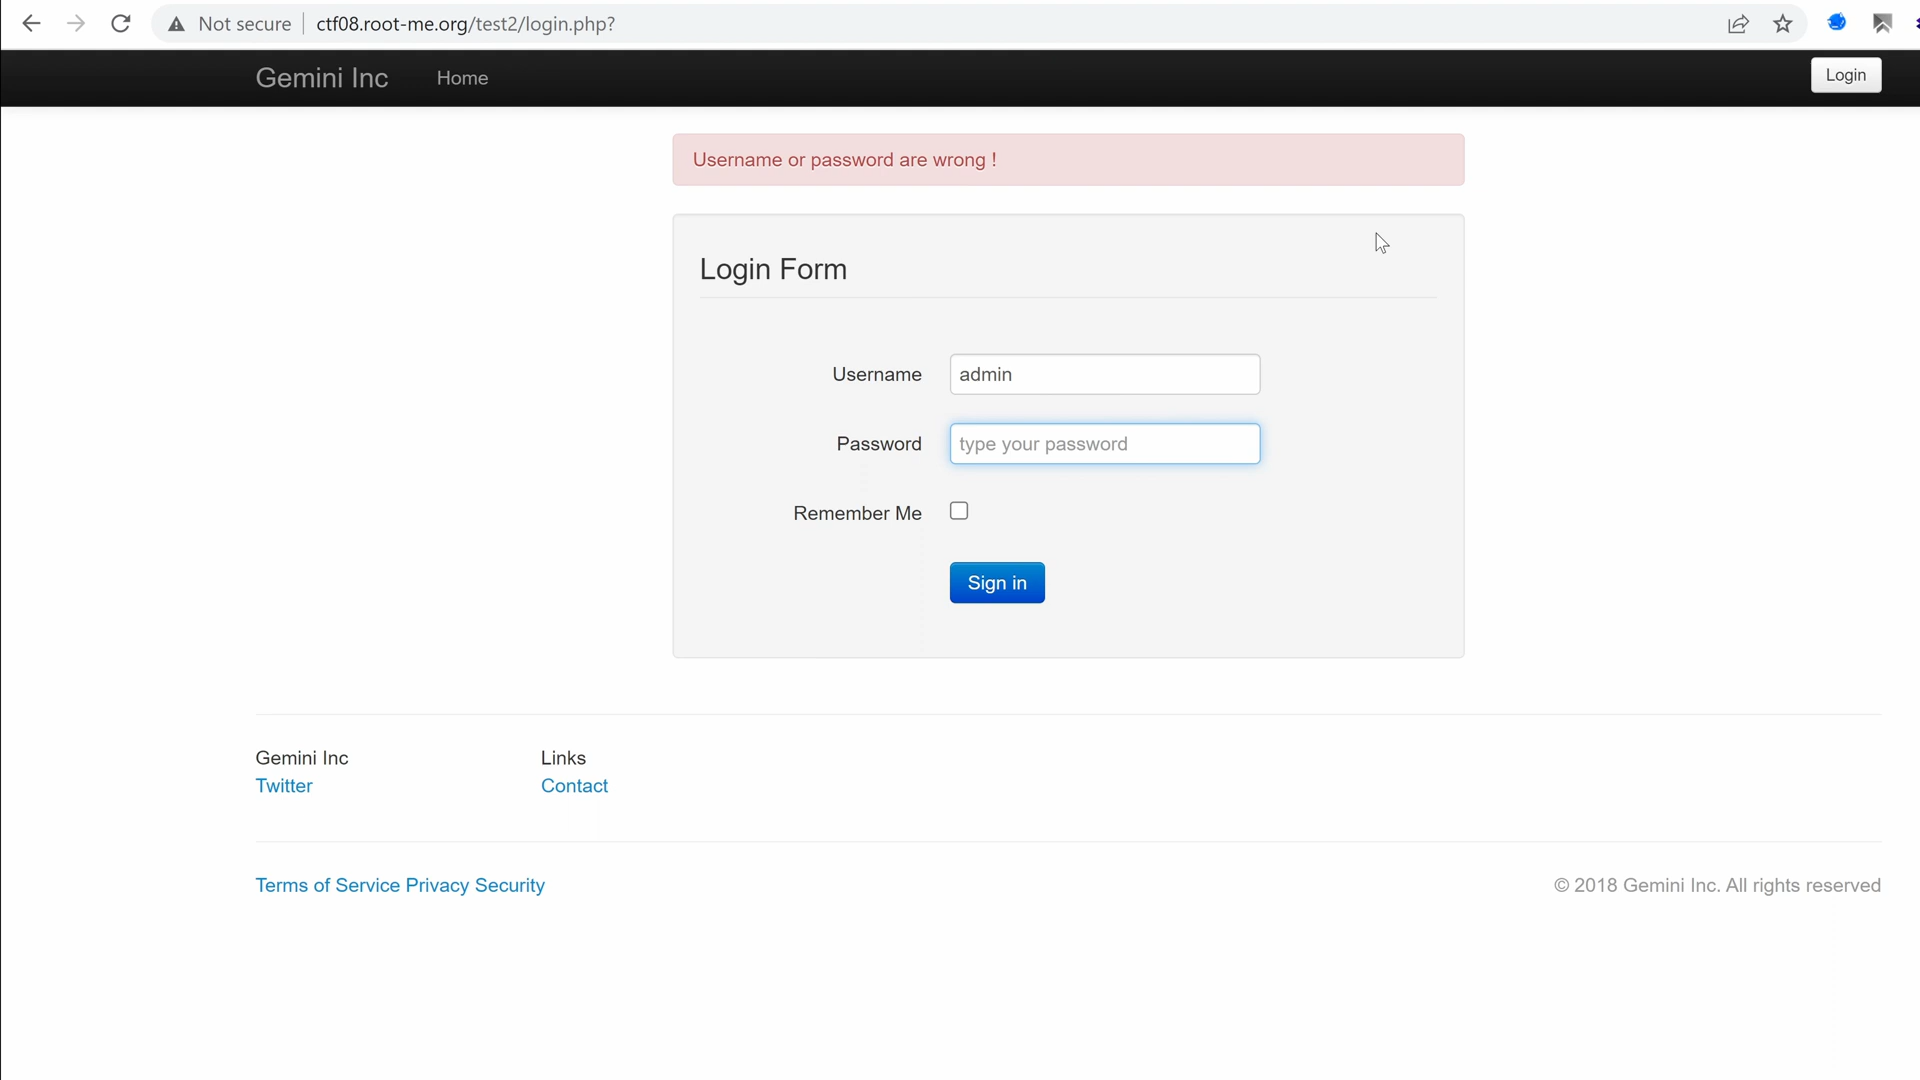 Not secure ctf08.root-me.org/test2/login.php?
Gemini Inc Home Login
Username or password are wrong !
Login Form
Username admin
Password type your password
Remember Me
Sign in
Gemini Inc Links
Twitter Contact
Terms of Service Privacy Security © 2018 Gemini Inc. All rights reserved